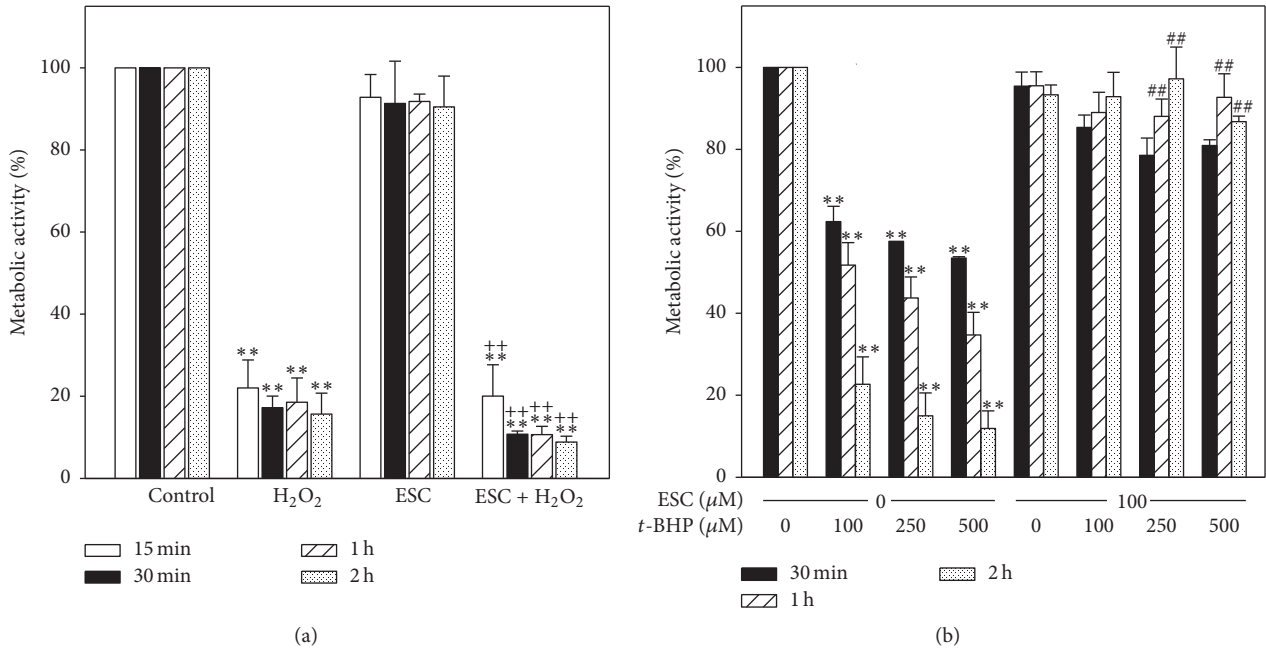 Metabolic activity (%)
100
80
60
40
20
0
** ** ** **
++ ++ ++ ++
** ** ** **
Control H₂O₂ ESC ESC + H₂O₂
15 min 1 h
30 min 2 h
(a)
Metabolic activity (%)
100
80
60
40
20
0
** ** ** ** ** ** ** ** **
## ## ## ##
ESC (μM) 0 100
t-BHP (μM) 0 100 250 500 0 100 250 500
30 min 2 h
1 h
(b)